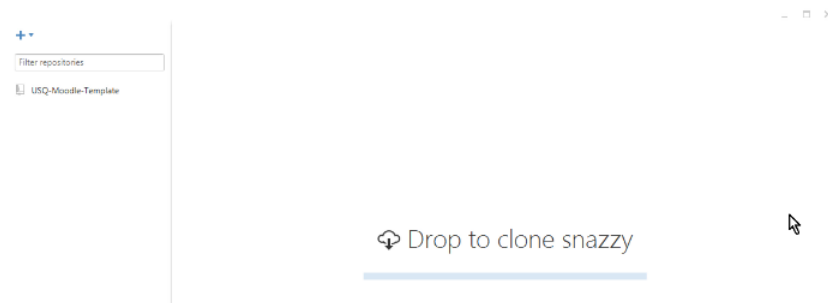 Filter repositories
USQ-Moodle-Template
Drop to clone snazzy